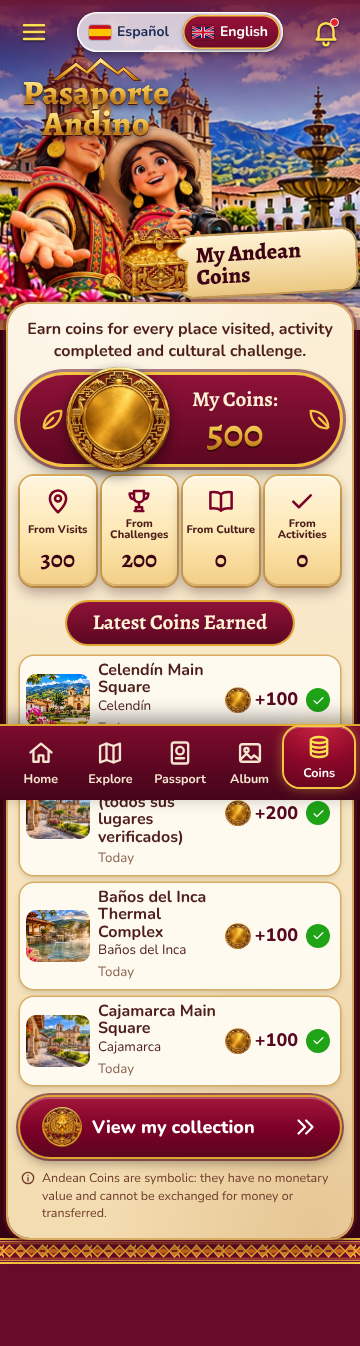 Español
English
Pasaporte
Andino
My Andean
Coins
Earn coins for every place visited, activity
completed and cultural challenge.
My Coins:
500
From Visits
300
From
Challenges
200
From Culture
0
From
Activities
0
Latest Coins Earned
Celendín Main
Square
Celendín
+100
Home
Explore
Passport
Album
Coins
(todos sus
lugares
verificados)
Today
+200
Baños del Inca
Thermal
Complex
Baños del Inca
Today
+100
Cajamarca Main
Square
Cajamarca
Today
+100
View my collection
Andean Coins are symbolic: they have no monetary
value and cannot be exchanged for money or
transferred.